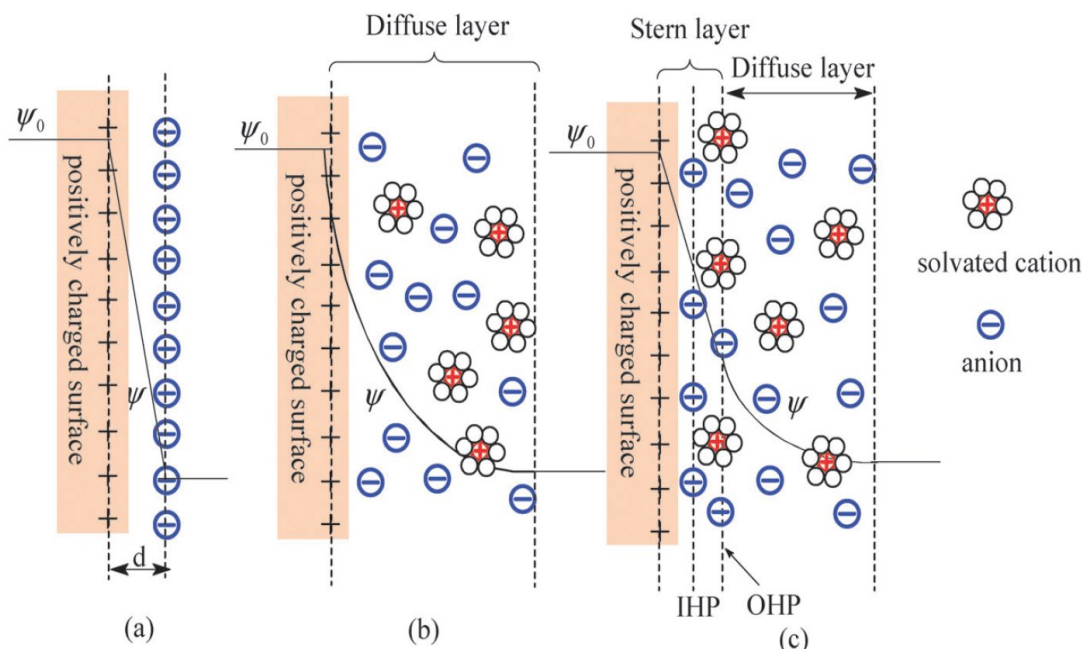 Diffuse layer
Stern layer
Diffuse layer
ψ₀
ψ₀
ψ₀
positively charged surface
positively charged surface
positively charged surface
solvated cation
anion
ψ
ψ
ψ
d
IHP
OHP
(a)
(b)
(c)